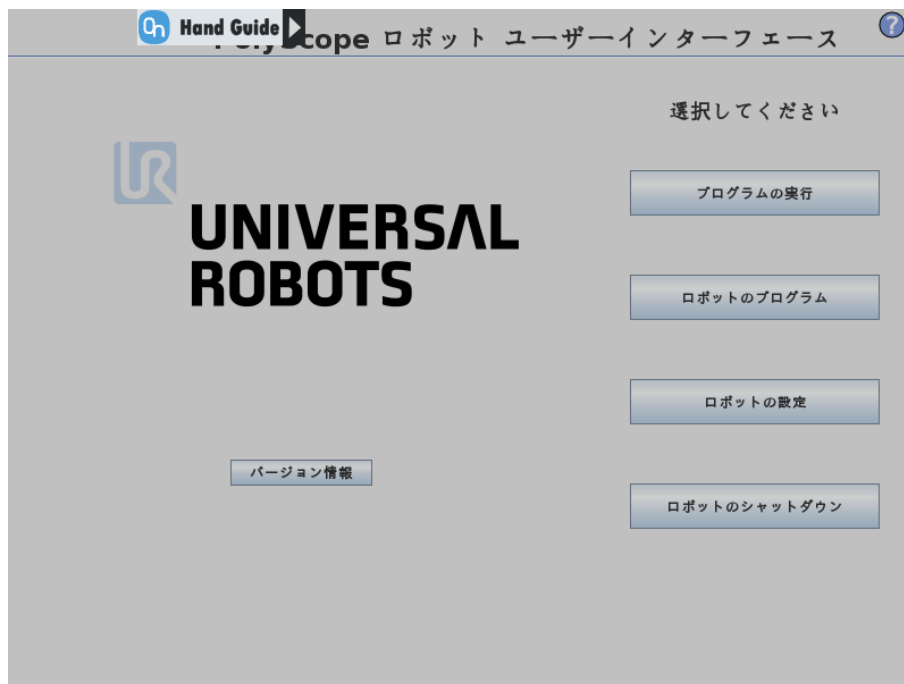 On Hand Guide
PolyScope ロボット ユーザーインターフェース
?
選択してください
UR
UNIVERSAL
ROBOTS
プログラムの実行
ロボットのプログラム
ロボットの設定
バージョン情報
ロボットのシャットダウン